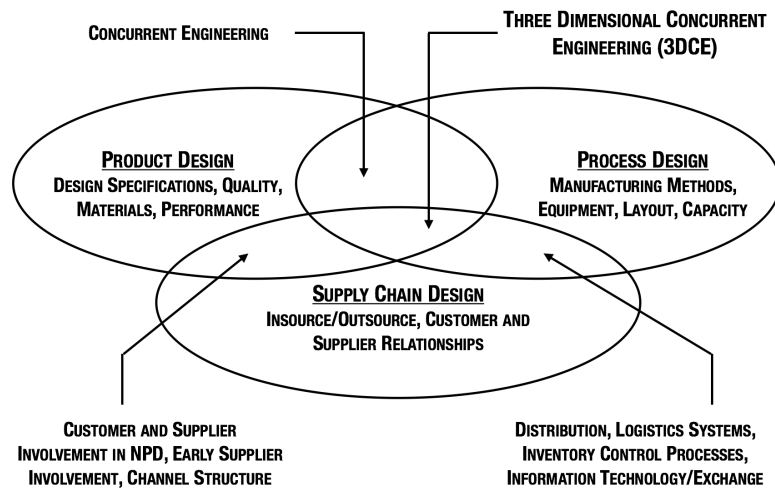 CONCURRENT ENGINEERING
THREE DIMENSIONAL CONCURRENT
ENGINEERING (3DCE)
PRODUCT DESIGN
DESIGN SPECIFICATIONS, QUALITY,
MATERIALS, PERFORMANCE
PROCESS DESIGN
MANUFACTURING METHODS,
EQUIPMENT, LAYOUT, CAPACITY
SUPPLY CHAIN DESIGN
INSOURCE/OUTSOURCE, CUSTOMER AND
SUPPLIER RELATIONSHIPS
CUSTOMER AND SUPPLIER
INVOLVEMENT IN NPD, EARLY SUPPLIER
INVOLVEMENT, CHANNEL STRUCTURE
DISTRIBUTION, LOGISTICS SYSTEMS,
INVENTORY CONTROL PROCESSES,
INFORMATION TECHNOLOGY/EXCHANGE